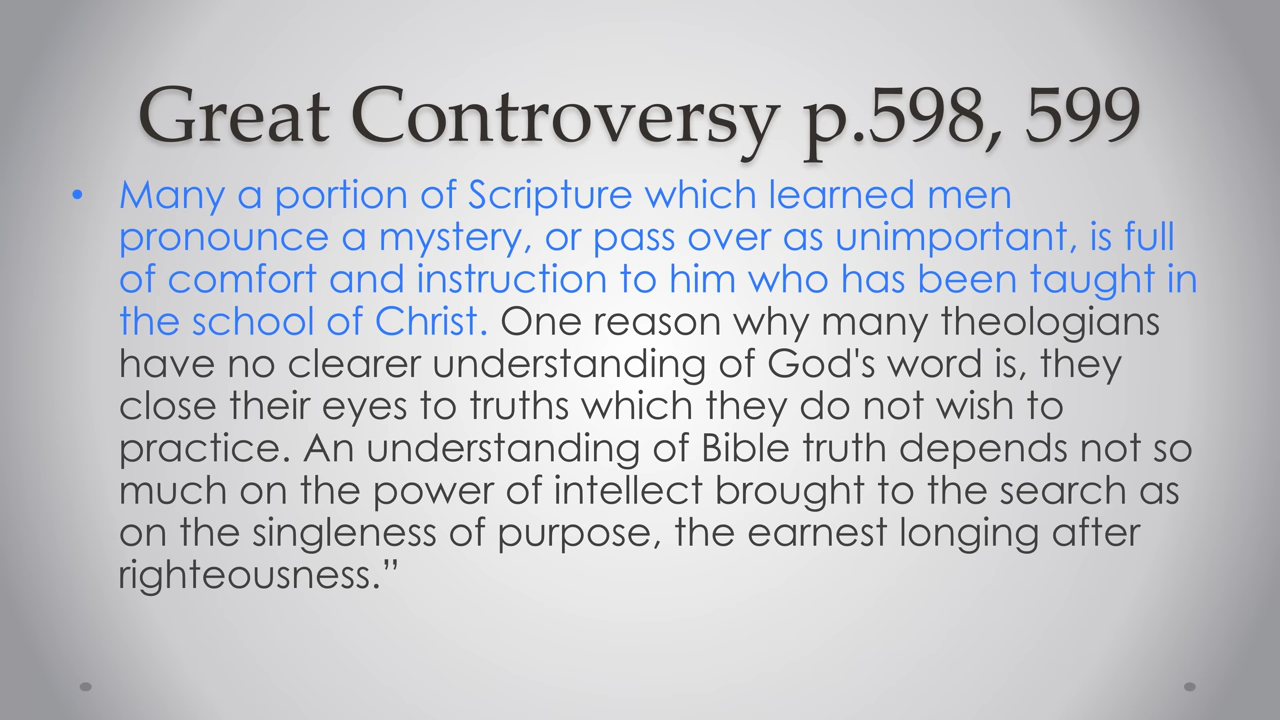 Great Controversy p.598, 599
• Many a portion of Scripture which learned men
pronounce a mystery, or pass over as unimportant, is full
of comfort and instruction to him who has been taught in
the school of Christ. One reason why many theologians
have no clearer understanding of God's word is, they
close their eyes to truths which they do not wish to
practice. An understanding of Bible truth depends not so
much on the power of intellect brought to the search as
on the singleness of purpose, the earnest longing after
righteousness.”